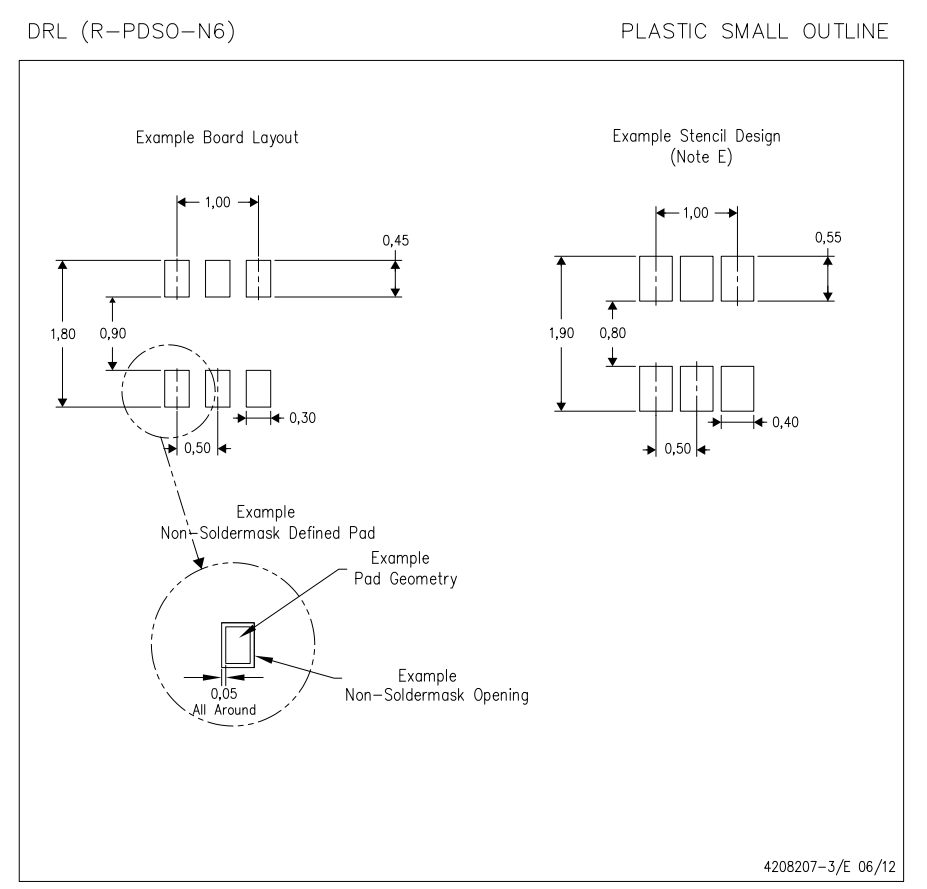 DRL (R-PDSO-N6)
PLASTIC SMALL OUTLINE
Example Board Layout
Example Stencil Design
(Note E)
1,00
0,45
1,80
0,90
0,30
0,50
1,00
0,55
1,90
0,80
0,40
0,50
Example
Non-Soldermask Defined Pad
Example
Pad Geometry
Example
Non-Soldermask Opening
0,05
All Around
4208207-3/E 06/12